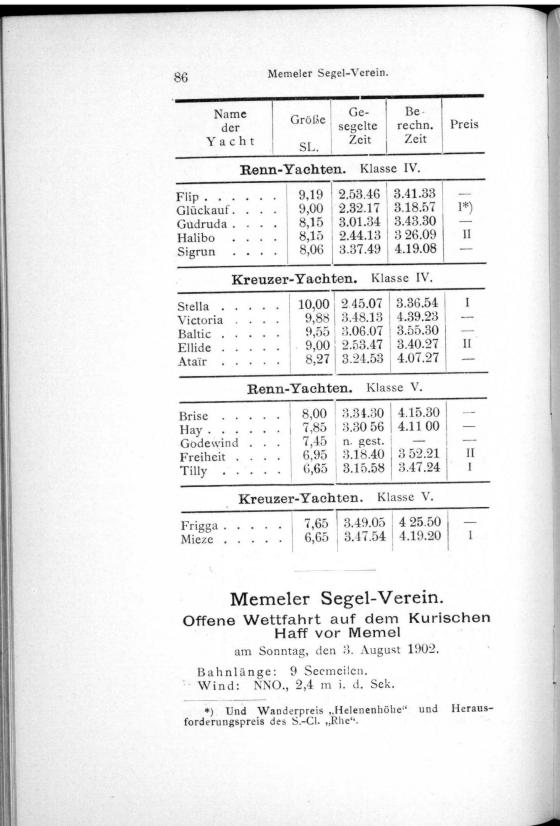 86 Memeler Segel-Verein.
Name der Yacht | Größe SL. | Ge-segelte Zeit | Be-rechn. Zeit | Preis
Renn-Yachten. Klasse IV.
Flip . . . . . . 9,19 2.53.46 3.41.33 —
Glückauf . . . . 9,00 2.32.17 3.18.57 I*)
Gudruda . . . . 8,15 3.01.34 3.43.30 —
Halibo . . . . 8,15 2.44.13 3 26.09 II
Sigrun . . . . 8,06 3.37.49 4.19.08 —
Kreuzer-Yachten. Klasse IV.
Stella . . . . . 10,00 2 45.07 3.36.54 I
Victoria . . . . 9,88 3.48.13 4.39.23 —
Baltic . . . . . 9,55 3.06.07 3.55.30 —
Ellide . . . . . 9,00 2.53.47 3.40.27 II
Ataïr . . . . . 8,27 3.24.53 4.07.27 —
Renn-Yachten. Klasse V.
Brise . . . . . 8,00 3.34.30 4.15.30 —
Hay . . . . . . 7,85 3.30 56 4.11 00 —
Godewind . . . 7,45 n. gest. — —
Freiheit . . . . 6,95 3.18.40 3 52.21 II
Tilly . . . . . 6,65 3.15.58 3.47.24 I
Kreuzer-Yachten. Klasse V.
Frigga . . . . . 7,65 3.49.05 4 25.50 —
Mieze . . . . . 6,65 3.47.54 4.19.20 I
Memeler Segel-Verein.
Offene Wettfahrt auf dem Kurischen
Haff vor Memel
am Sonntag, den 3. August 1902.
Bahnlänge: 9 Seemeilen.
Wind: NNO., 2,4 m i. d. Sek.
*) Und Wanderpreis „Helenenhöhe“ und Heraus-
forderungspreis des S.-Cl. „Rhe“.